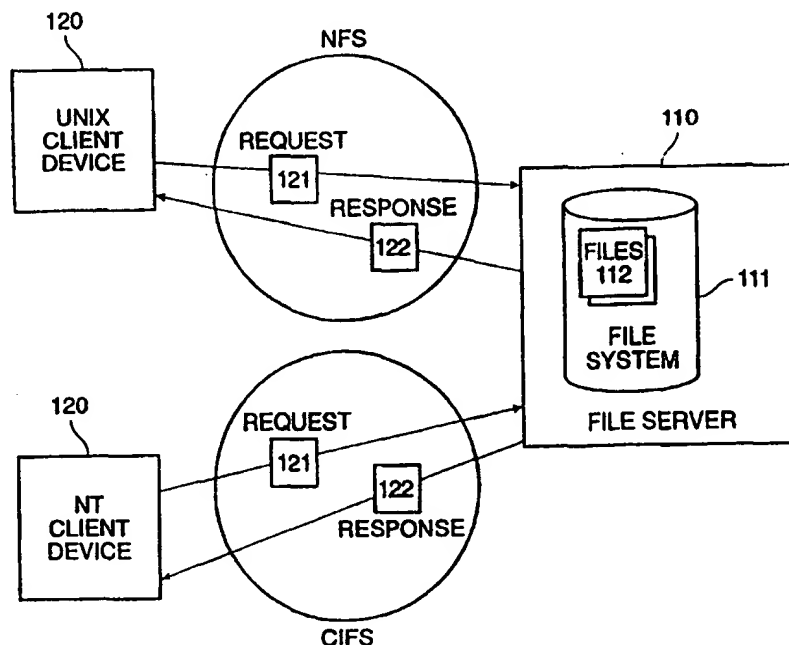 120
NFS
UNIX
CLIENT
DEVICE
REQUEST
121
RESPONSE
122
110
FILES
112
111
FILE
SYSTEM
FILE SERVER
120
REQUEST
121
NT
CLIENT
DEVICE
122
RESPONSE
CIFS